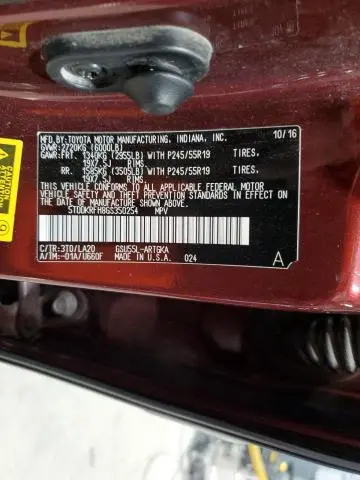 MFD.BY:TOYOTA MOTOR MANUFACTURING, INDIANA, INC. 10/16
GVWR:2720KG (6000LB)
GAWR:FRT. 1340KG (2955LB) WITH P245/55R19 TIRES,
19X7.5J RIMS
RR. 1585KG (3505LB) WITH P245/55R19 TIRES,
19X7.5J RIMS
THIS VEHICLE CONFORMS TO ALL APPLICABLE FEDERAL MOTOR VEHICLE
SAFETY, BUMPER, AND THEFT PREVENTION STANDARDS IN EFFECT ON
THE DATE OF MANUFACTURE SHOWN ABOVE.
5TDDKRFH8GS350254 MPV
C/TR:3T0/LA20 GSU55L-ARTGKA
A/TM:-01A/U660F MADE IN U.S.A. 024
A
CAUTION